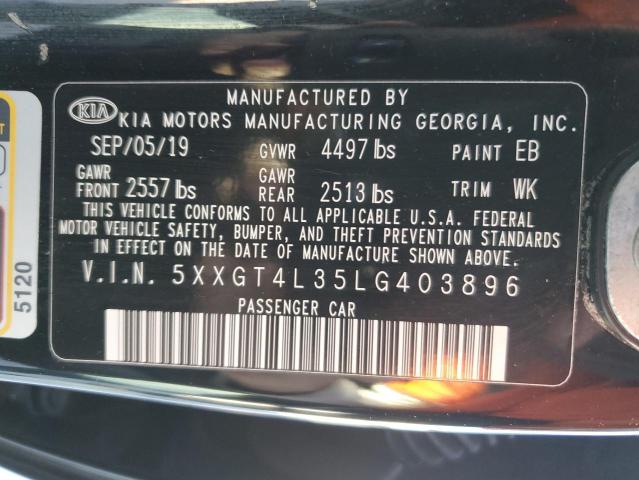 MANUFACTURED BY
KIA KIA MOTORS MANUFACTURING GEORGIA, INC.
SEP/05/19 GVWR 4497 lbs PAINT EB
GAWR FRONT 2557 lbs GAWR REAR 2513 lbs TRIM WK
THIS VEHICLE CONFORMS TO ALL APPLICABLE U.S.A. FEDERAL
MOTOR VEHICLE SAFETY, BUMPER, AND THEFT PREVENTION STANDARDS
IN EFFECT ON THE DATE OF MANUFACTURE SHOWN ABOVE.
V.I.N. 5XXGT4L35LG403896
PASSENGER CAR
5120